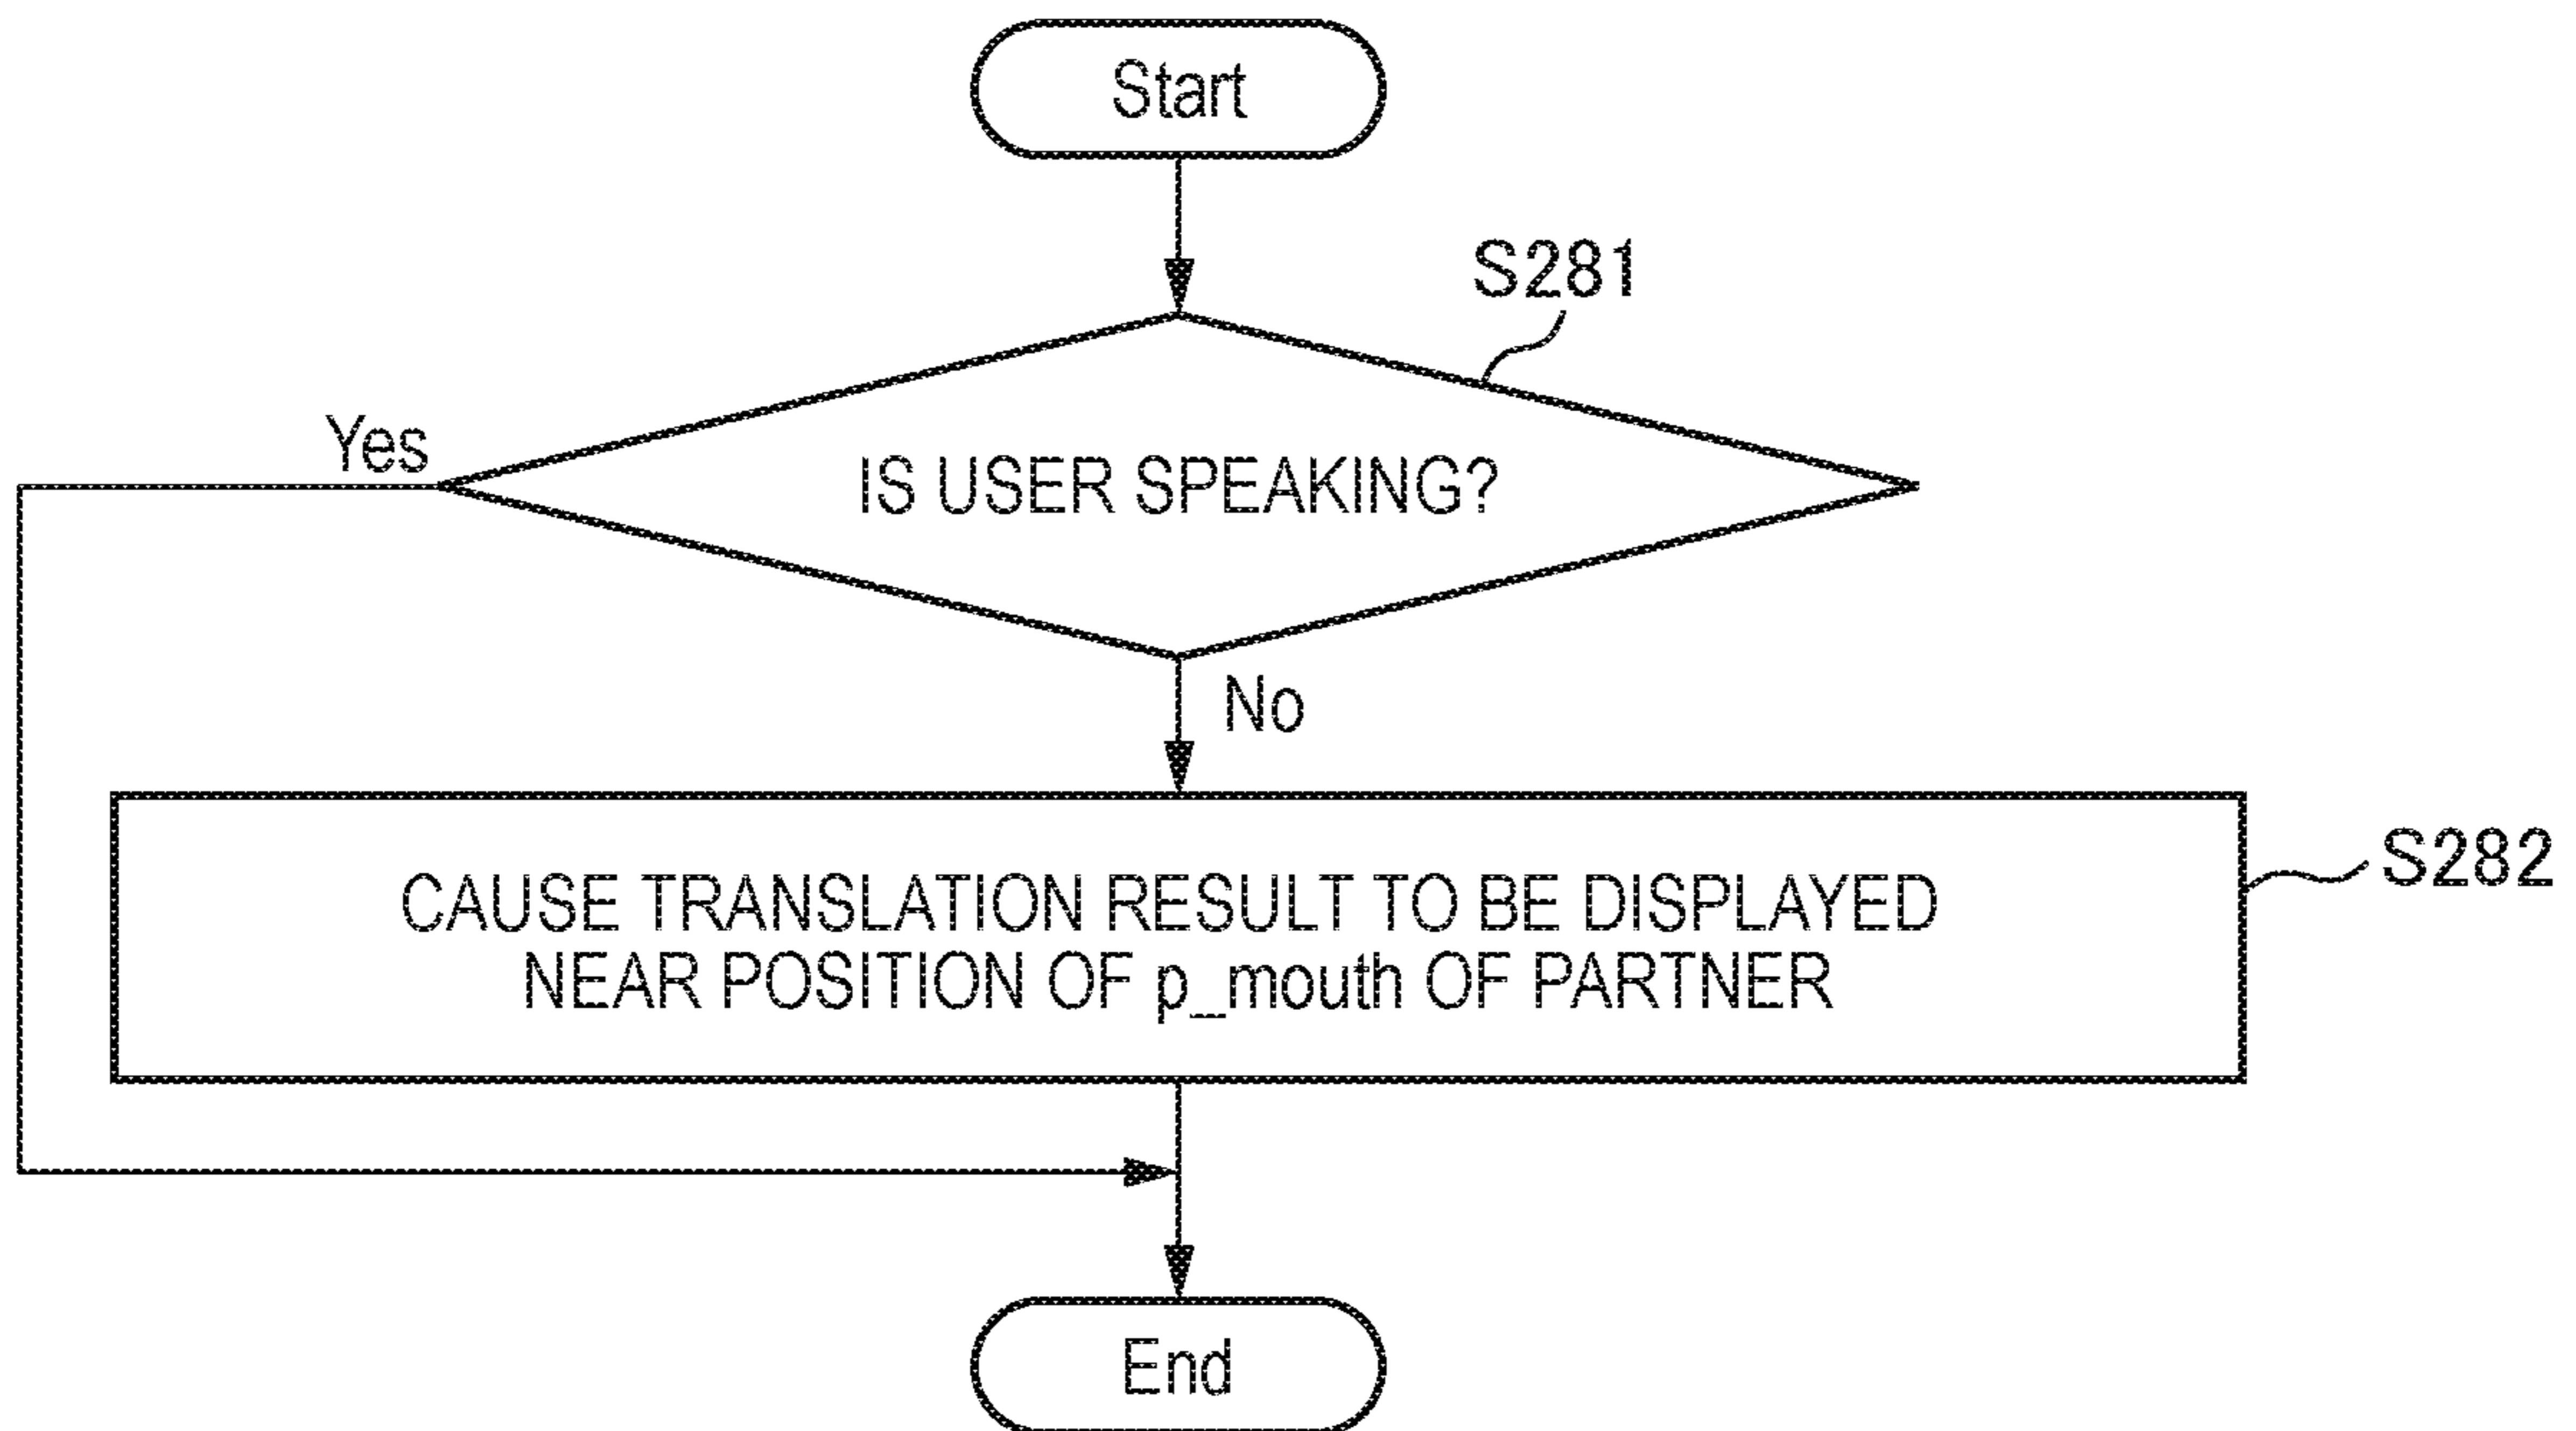 Start
S281
Yes
IS USER SPEAKING?
No
CAUSE TRANSLATION RESULT TO BE DISPLAYED
NEAR POSITION OF p_mouth OF PARTNER
S282
End